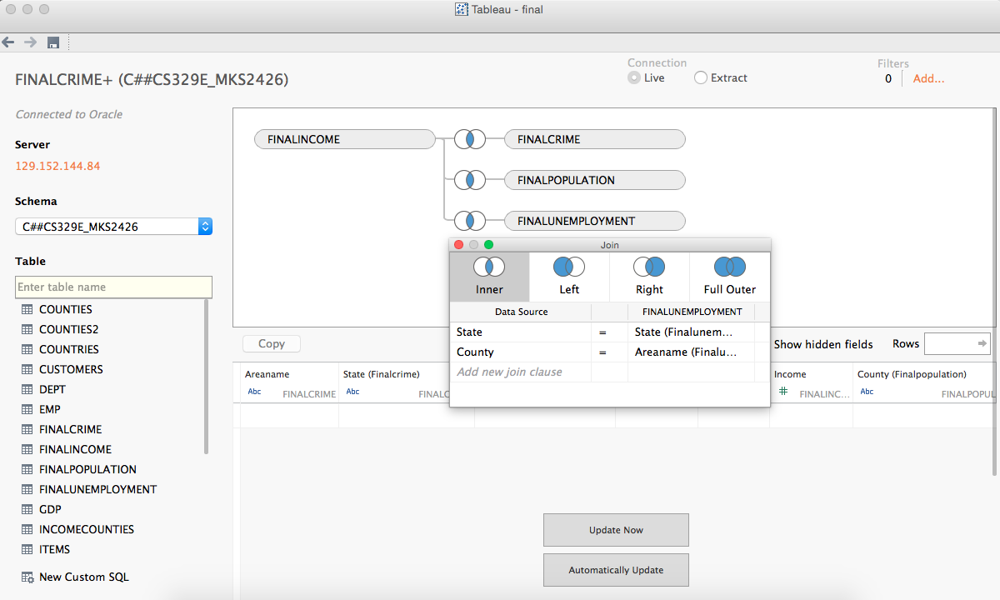 Tableau - final
FINALCRIME+ (C##CS329E_MKS2426)
Connection
Live
Extract
Filters
0
Add...
Connected to Oracle
Server
129.152.144.84
Schema
C##CS329E_MKS2426
Table
Enter table name
COUNTIES
COUNTIES2
COUNTRIES
CUSTOMERS
DEPT
EMP
FINALCRIME
FINALINCOME
FINALPOPULATION
FINALUNEMPLOYMENT
GDP
INCOMECOUNTIES
ITEMS
New Custom SQL
FINALINCOME
FINALCRIME
FINALPOPULATION
FINALUNEMPLOYMENT
Join
Inner
Left
Right
Full Outer
Data Source
FINALUNEMPLOYMENT
State = State (Finalunem...
County = Areaname (Finalu...
Add new join clause
Copy
Show hidden fields
Rows
Areaname
Abc FINALCRIME
State (Finalcrime)
Abc FINALC
Income
# FINALINC...
County (Finalpopulation)
Abc FINALPOPUL
Update Now
Automatically Update